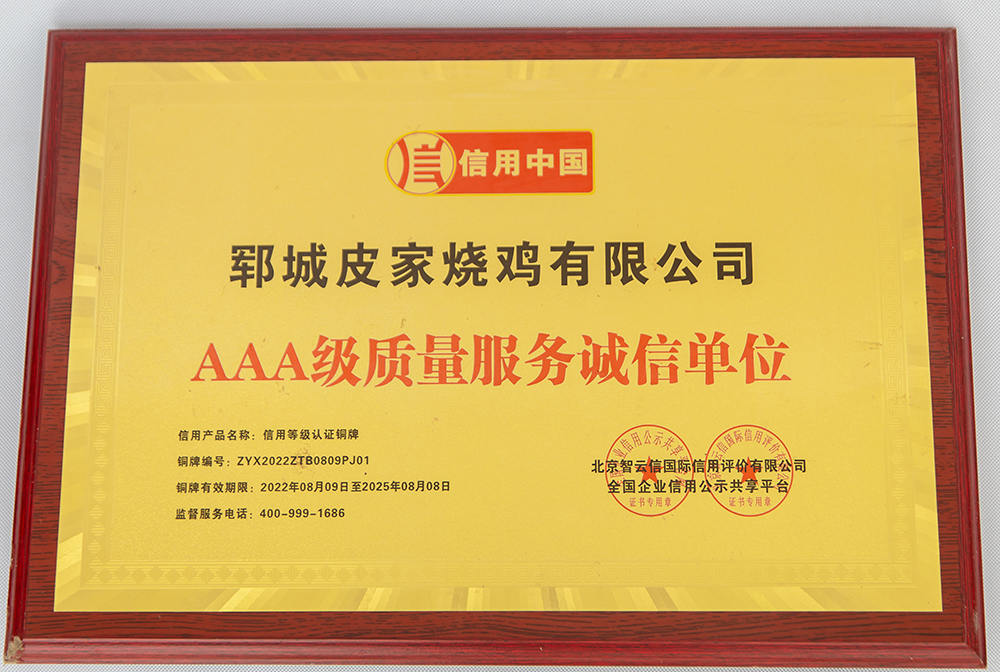 信用中国
郓城皮家烧鸡有限公司
AAA级质量服务诚信单位
信用产品名称：信用等级认证铜牌
铜牌编号：ZYX2022ZTB0809PJ01
铜牌有效期限：2022年08月09日至2025年08月08日
监督服务电话：400-999-1686
北京智云信国际信用评价有限公司
全国企业信用公示共享平台
证书专用章
证书专用章